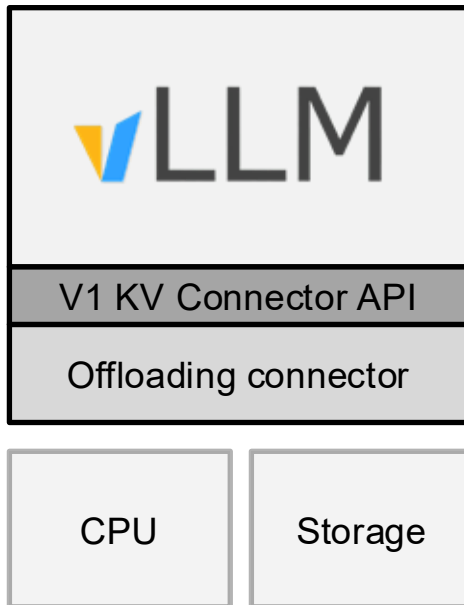 vLLM
V1 KV Connector API
Offloading connector
CPU
Storage